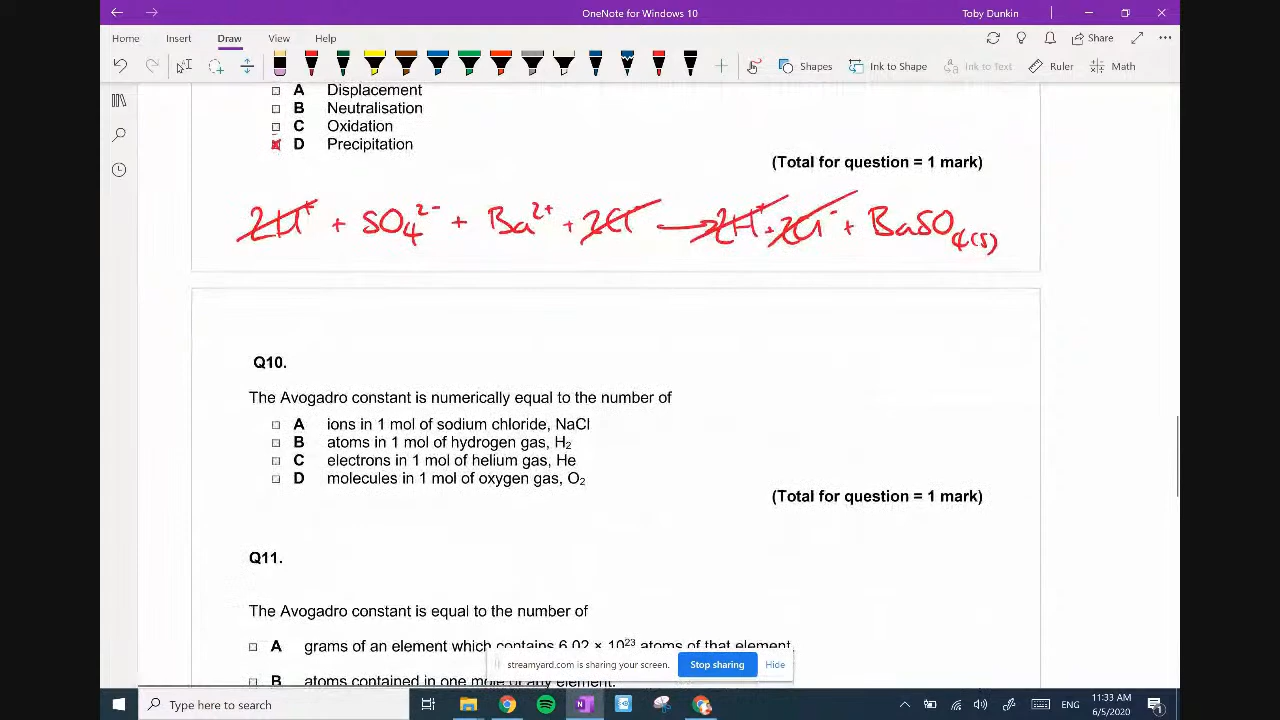 OneNote for Windows 10
Toby Dunkin
Home Insert Draw View Help
Share
Shapes
Ink to Shape
Ink to Text
Ruler
Math
A Displacement
B Neutralisation
C Oxidation
D Precipitation
(Total for question = 1 mark)
2H⁺ + SO₄²⁻ + Ba²⁺ + 2Cl⁻ → 2H⁺ + 2Cl⁻ + BaSO₄(s)
Q10.
The Avogadro constant is numerically equal to the number of
A ions in 1 mol of sodium chloride, NaCl
B atoms in 1 mol of hydrogen gas, H₂
C electrons in 1 mol of helium gas, He
D molecules in 1 mol of oxygen gas, O₂
(Total for question = 1 mark)
Q11.
The Avogadro constant is equal to the number of
A grams of an element which contains 6.02 × 10²³ atoms of that element.
B atoms contained in one mole of any element.
streamyard.com is sharing your screen.
Stop sharing
Hide
Type here to search
ENG
11:33 AM
6/5/2020